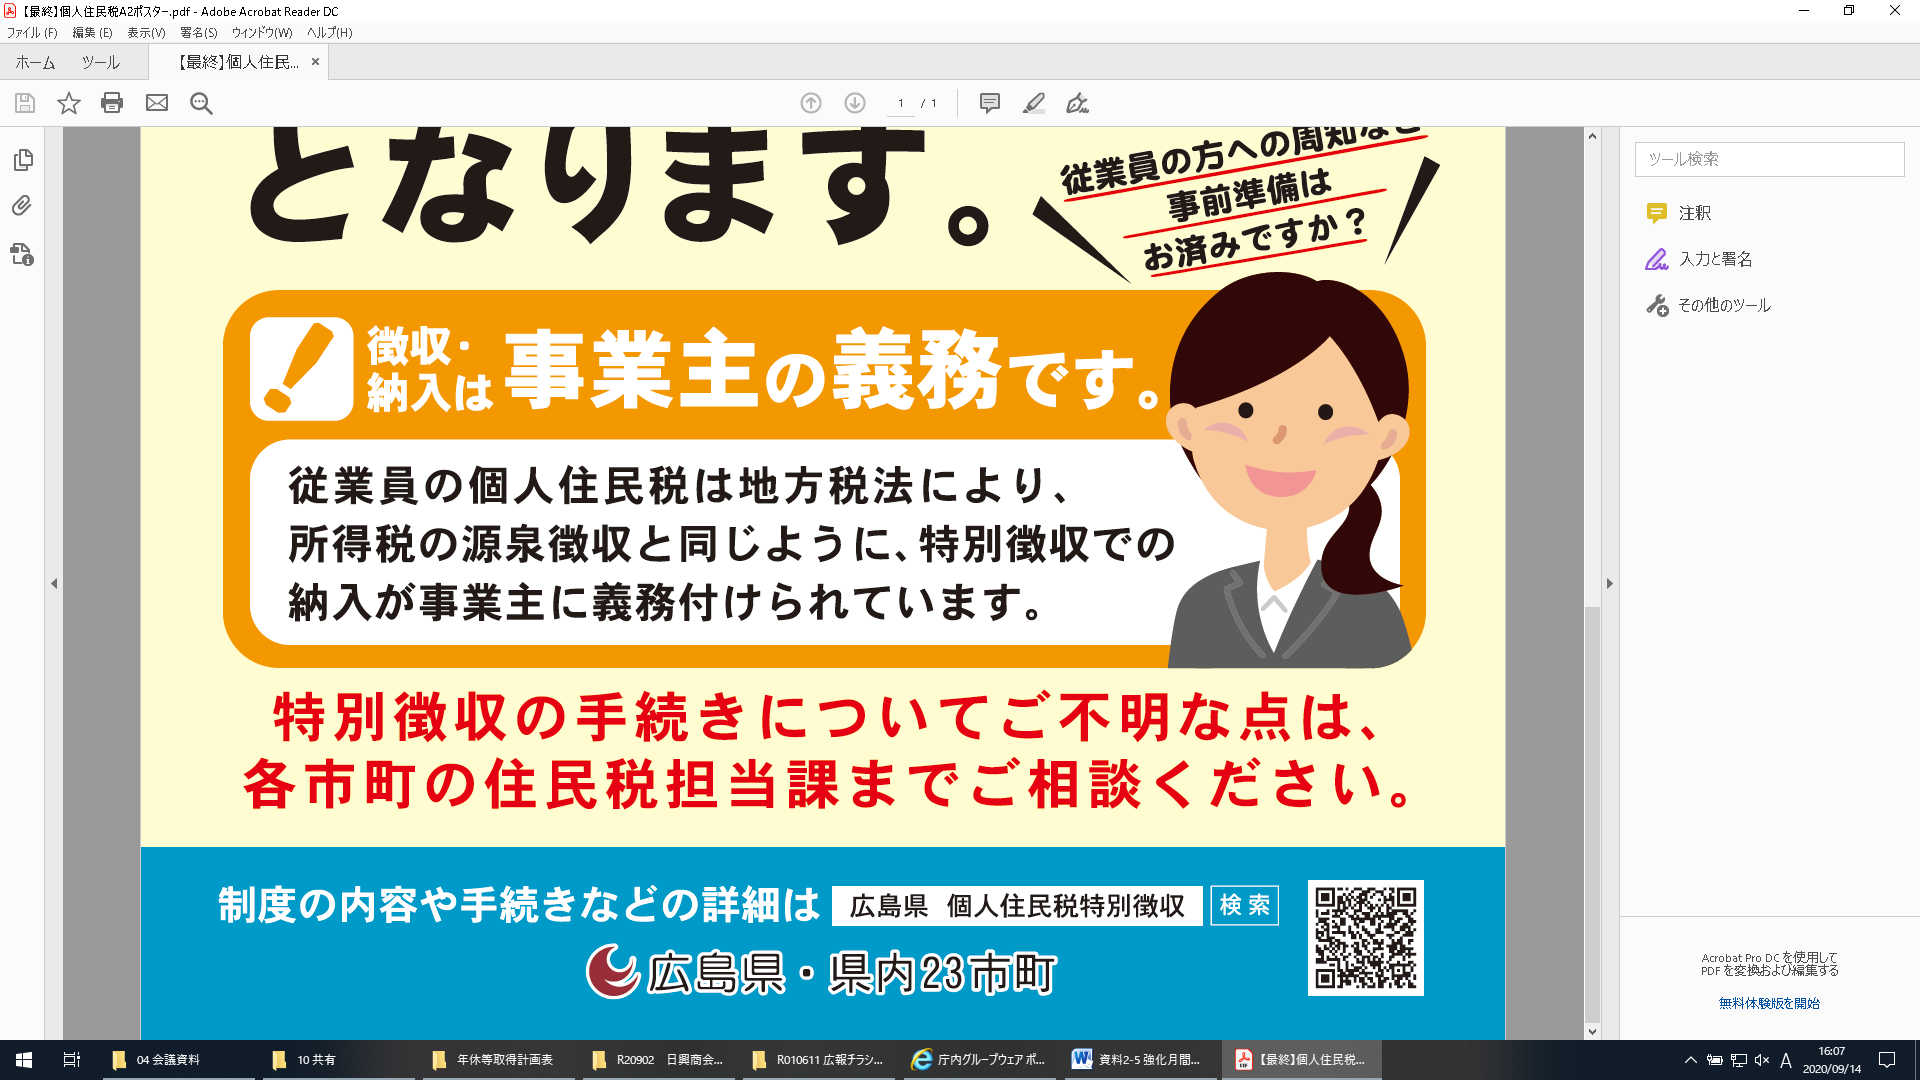 【最終】個人住民税A2ポスター.pdf - Adobe Acrobat Reader DC
ファイル(F) 編集(E) 表示(V) 署名(S) ウィンドウ(W) ヘルプ(H)
ホーム ツール 【最終】個人住民... ×
1 / 1
となります。
従業員の方への周知など
事前準備は
お済みですか？
徴収・
納入は
事業主の義務です。
従業員の個人住民税は地方税法により、
所得税の源泉徴収と同じように、特別徴収での
納入が事業主に義務付けられています。
特別徴収の手続きについてご不明な点は、
各市町の住民税担当課までご相談ください。
制度の内容や手続きなどの詳細は 広島県 個人住民税特別徴収 検索
広島県・県内23市町
ツール検索
注釈
入力と署名
その他のツール
Acrobat Pro DC を使用して
PDF を変換および編集する
無料体験版を開始
04 会議資料 10 共有 年休等取得計画表 R20902 日興商会... R010611 広報チラシ... 庁内グループウェア ポ... 資料2-5 強化月間... 【最終】個人住民税...
A 16:07
2020/09/14